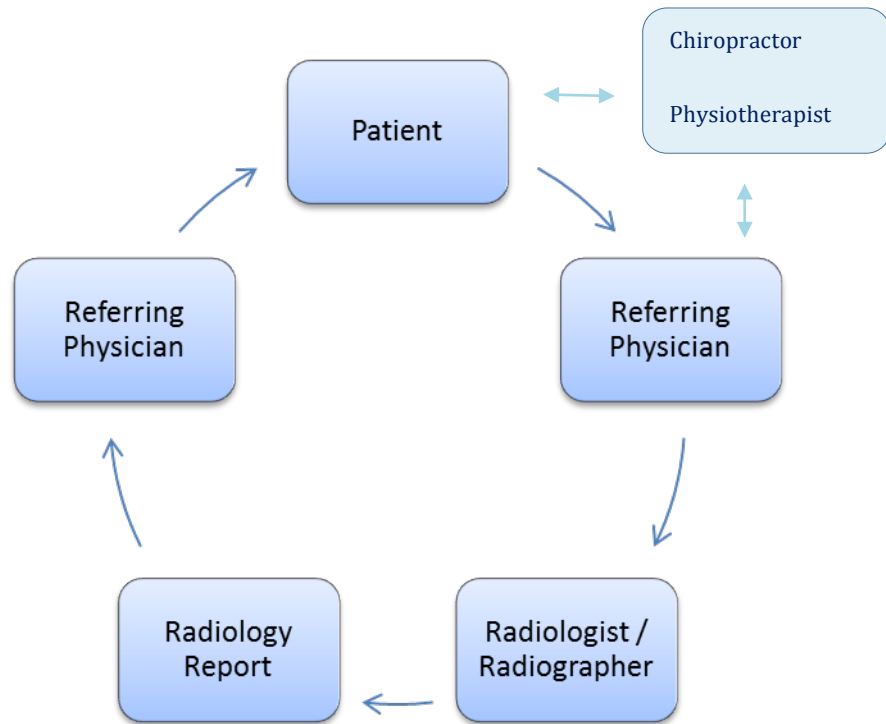 Chiropractor
Physiotherapist
Patient
Referring
Physician
Referring
Physician
Radiology
Report
Radiologist /
Radiographer